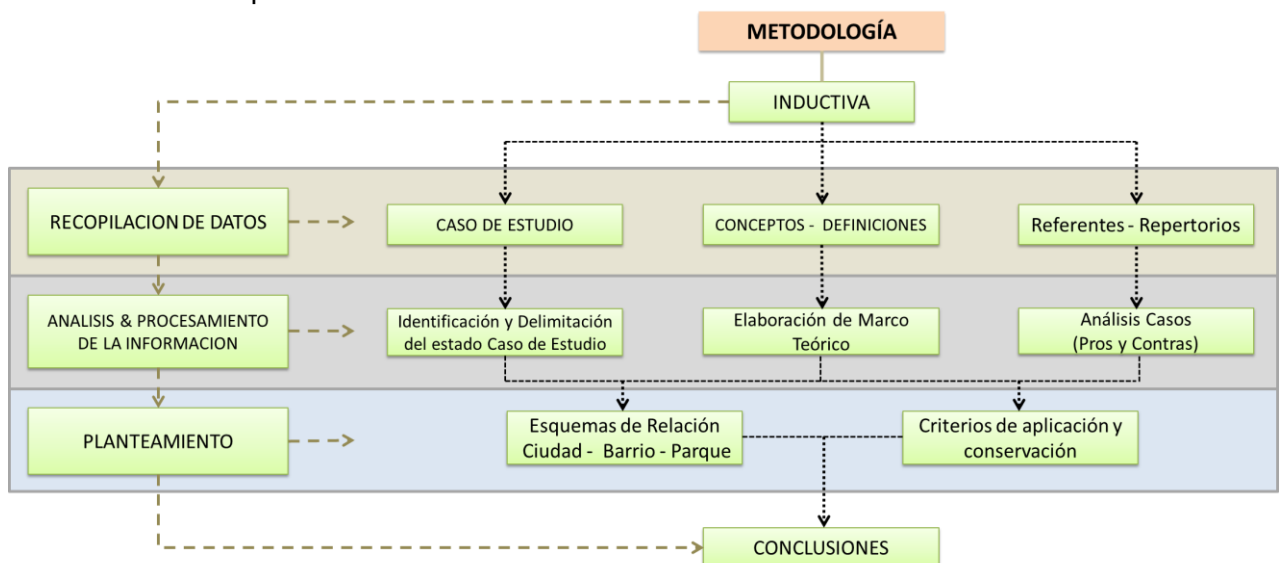 METODOLOGÍA
INDUCTIVA
RECOPILACION DE DATOS
CASO DE ESTUDIO
CONCEPTOS - DEFINICIONES
Referentes - Repertorios
ANALISIS & PROCESAMIENTO
DE LA INFORMACION
Identificación y Delimitación
del estado Caso de Estudio
Elaboración de Marco
Teórico
Análisis Casos
(Pros y Contras)
PLANTEAMIENTO
Esquemas de Relación
Ciudad - Barrio - Parque
Criterios de aplicación y
conservación
CONCLUSIONES